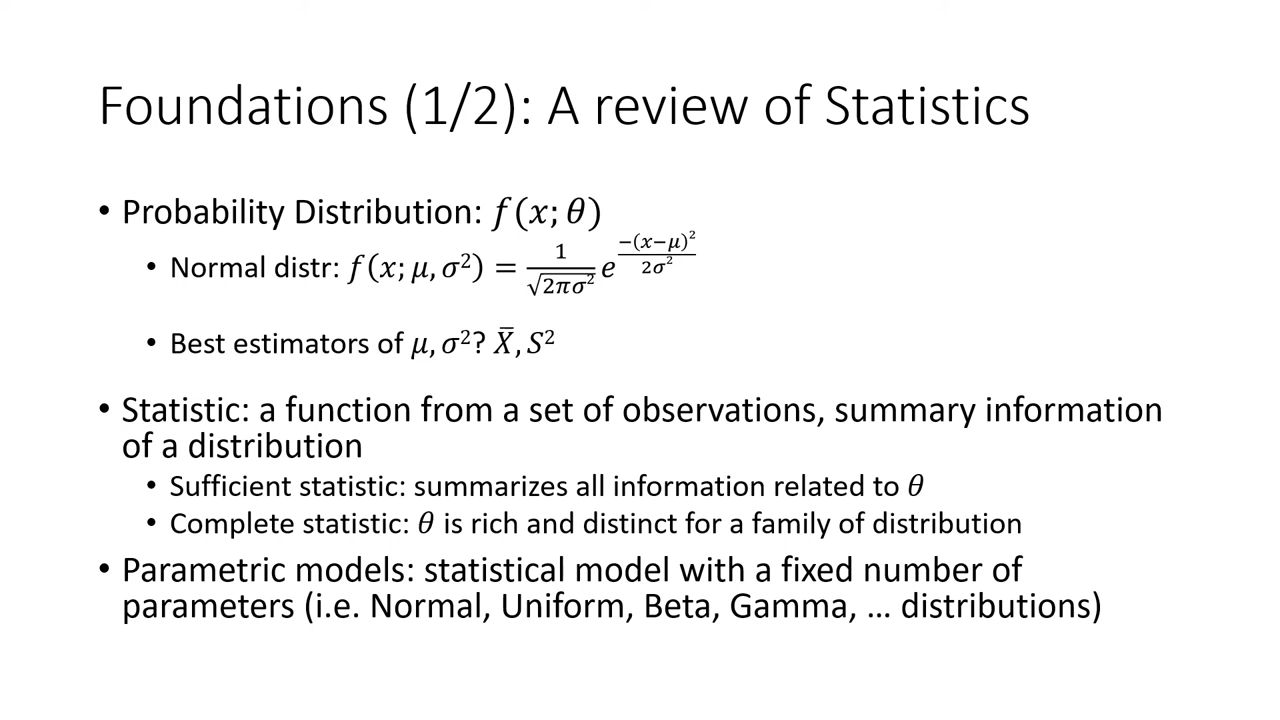 Foundations (1/2): A review of Statistics
• Probability Distribution: 𝑓(𝑥; 𝜃)
• Normal distr: 𝑓(𝑥; 𝜇, 𝜎²) = 1/√(2𝜋𝜎²) 𝑒^(−(𝑥−𝜇)²/2𝜎²)
• Best estimators of 𝜇, 𝜎²? X̄, 𝑆²
• Statistic: a function from a set of observations, summary information
of a distribution
• Sufficient statistic: summarizes all information related to 𝜃
• Complete statistic: 𝜃 is rich and distinct for a family of distribution
• Parametric models: statistical model with a fixed number of
parameters (i.e. Normal, Uniform, Beta, Gamma, … distributions)